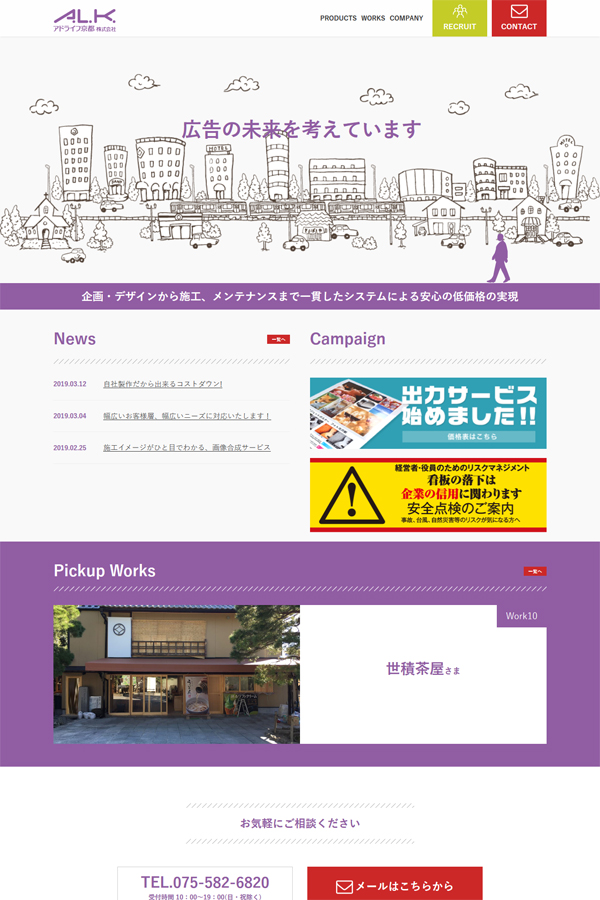 A.L.K.
アドライフ京都 株式会社
PRODUCTS WORKS COMPANY
RECRUIT
CONTACT
広告の未来を考えています
HOTEL
企画・デザインから施工、メンテナンスまで一貫したシステムによる安心の低価格の実現
News
一覧へ
2019.03.12 自社製作だから出来るコストダウン!
2019.03.04 幅広いお客様層、幅広いニーズに対応いたします！
2019.02.25 施工イメージがひと目でわかる、画像合成サービス
Campaign
出力サービス
始めました!!
価格表はこちら
経営者・役員のためのリスクマネジメント
看板の落下は
企業の信用に関わります
安全点検のご案内
事故、台風、自然災害等のリスクが気になる方へ
Pickup Works
一覧へ
Work10
世積茶屋さま
お気軽にご相談ください
TEL.075-582-6820
受付時間 10：00〜19：00(日・祝除く)
メールはこちらから